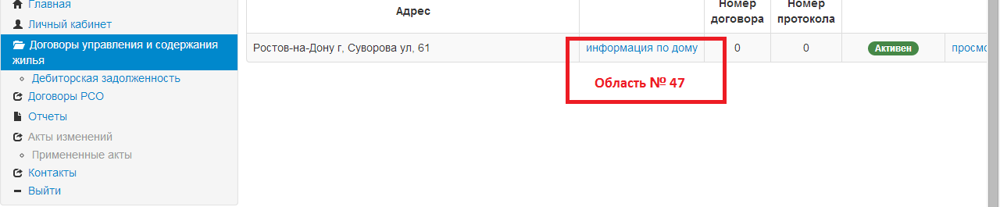 Главная
Личный кабинет
Договоры управления и содержания
жилья
Дебиторская задолженность
Договоры РСО
Отчеты
Акты изменений
Примененные акты
Контакты
Выйти
Адрес
Номер
договора
Номер
протокола
Ростов-на-Дону г, Суворова ул, 61
информация по дому
0
0
Активен
просмо
Область № 47